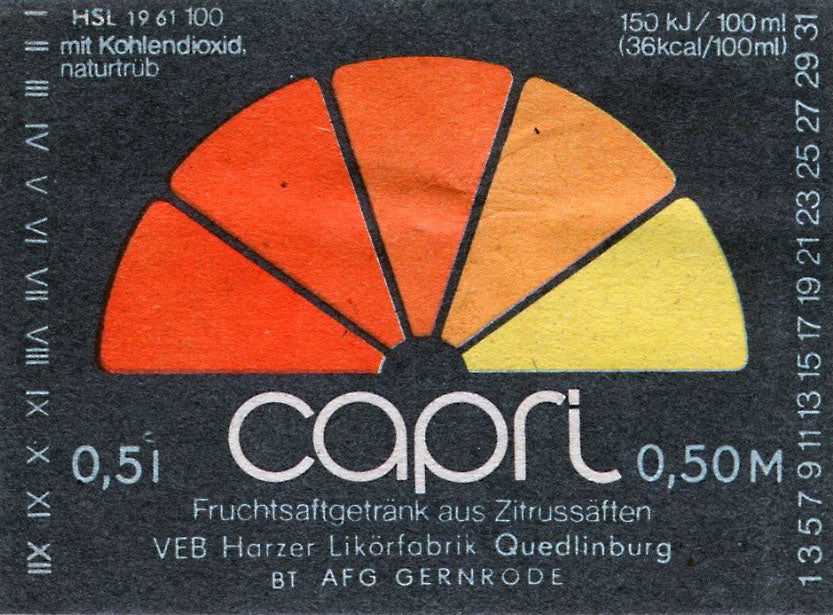 HSL 19 61 100
mit Kohlendioxid,
naturtrüb
150 kJ / 100 ml
(36kcal/100ml)
I II III IV V VI VII VIII IX X XI XII
1 3 5 7 9 11 13 15 17 19 21 23 25 27 29 31
capri
0,5l
0,50 M
Fruchtsaftgetränk aus Zitrussäften
VEB Harzer Likörfabrik Quedlinburg
BT AFG GERNRODE